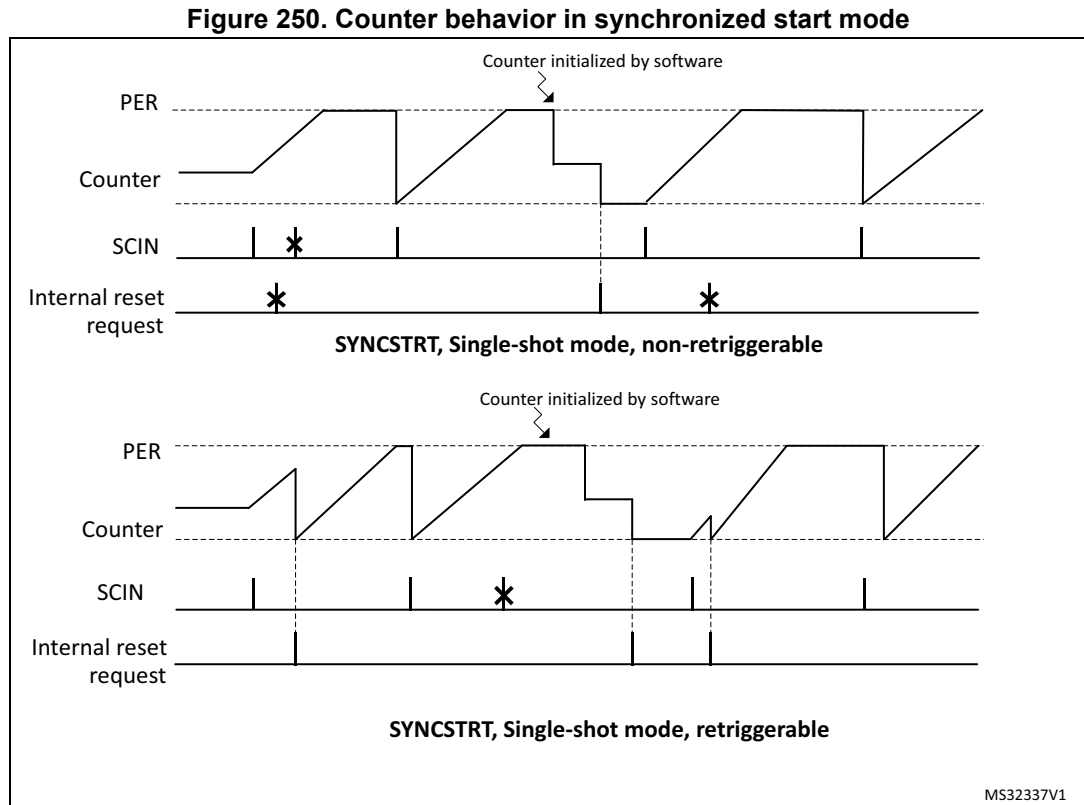 Figure 250. Counter behavior in synchronized start mode
Counter initialized by software
PER
Counter
SCIN
Internal reset
request
SYNCSTRT, Single-shot mode, non-retriggerable
Counter initialized by software
PER
Counter
SCIN
Internal reset
request
SYNCSTRT, Single-shot mode, retriggerable
MS32337V1